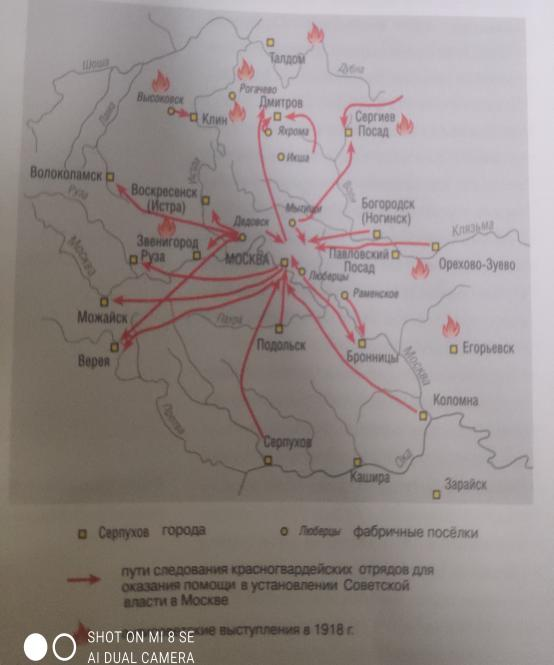 Талдом
Шоша
Дубна
Рогачево
Высоковск
Дмитров
Клин
Сергиев
Посад
Яхрома
Лама
Икша
Волоколамск
Истра
Воря
Руза
Воскресенск
(Истра)
Мытищи
Богородск
(Ногинск)
Дедовск
Клязьма
Звенигород
Руза
МОСКВА
Павловский
Посад
Орехово-Зуево
Москва
Люберцы
Раменское
Можайск
Пахра
Подольск
Бронницы
Егорьевск
Верея
Москва
Протва
Коломна
Серпухов
Ока
Кашира
Зарайск
Серпухов города
Люберцы фабричные посёлки
пути следования красногвардейских отрядов для
оказания помощи в установлении Советской
власти в Москве
выступления в 1918 г.
SHOT ON MI 8 SE
AI DUAL CAMERA